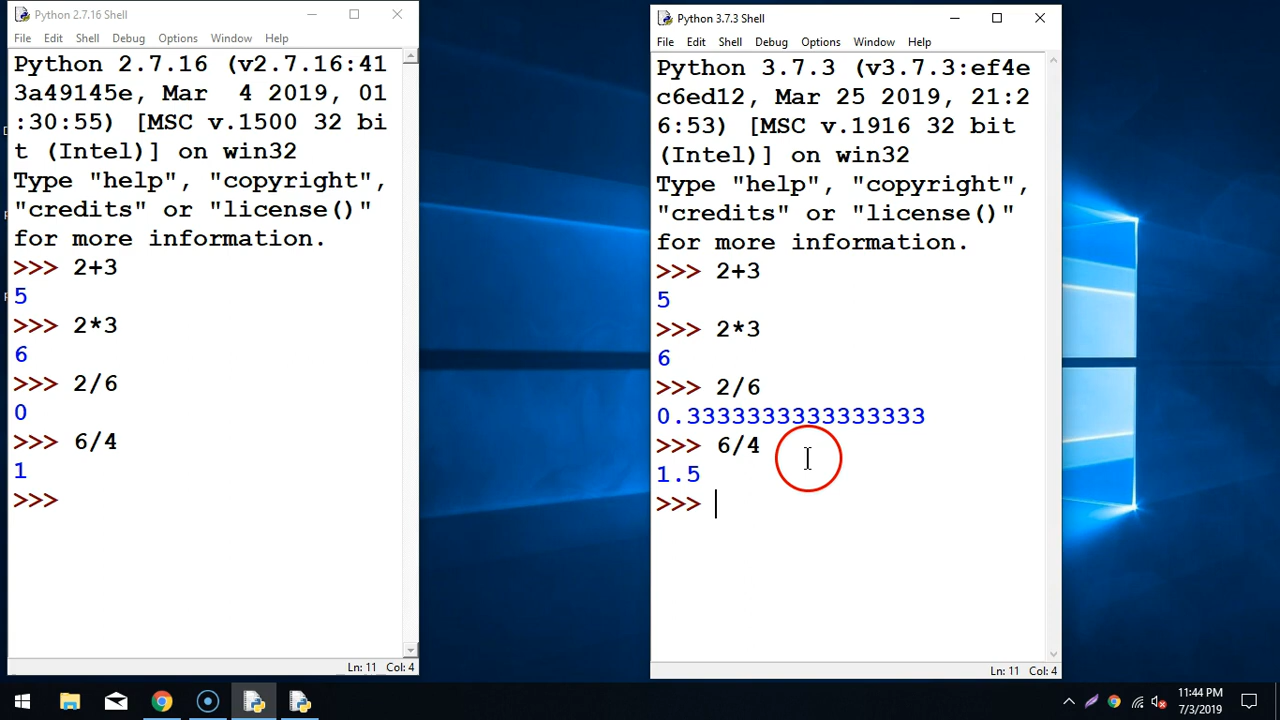 Python 2.7.16 Shell
File Edit Shell Debug Options Window Help
Python 2.7.16 (v2.7.16:41
3a49145e, Mar  4 2019, 01
:30:55) [MSC v.1500 32 bi
t (Intel)] on win32
Type "help", "copyright",
"credits" or "license()"
for more information.
>>> 2+3
5
>>> 2*3
6
>>> 2/6
0
>>> 6/4
1
>>>
Ln: 11 Col: 4
Python 3.7.3 Shell
File Edit Shell Debug Options Window Help
Python 3.7.3 (v3.7.3:ef4e
c6ed12, Mar 25 2019, 21:2
6:53) [MSC v.1916 32 bit
(Intel)] on win32
Type "help", "copyright",
"credits" or "license()"
for more information.
>>> 2+3
5
>>> 2*3
6
>>> 2/6
0.3333333333333333
>>> 6/4
1.5
>>>
Ln: 11 Col: 4
11:44 PM
7/3/2019